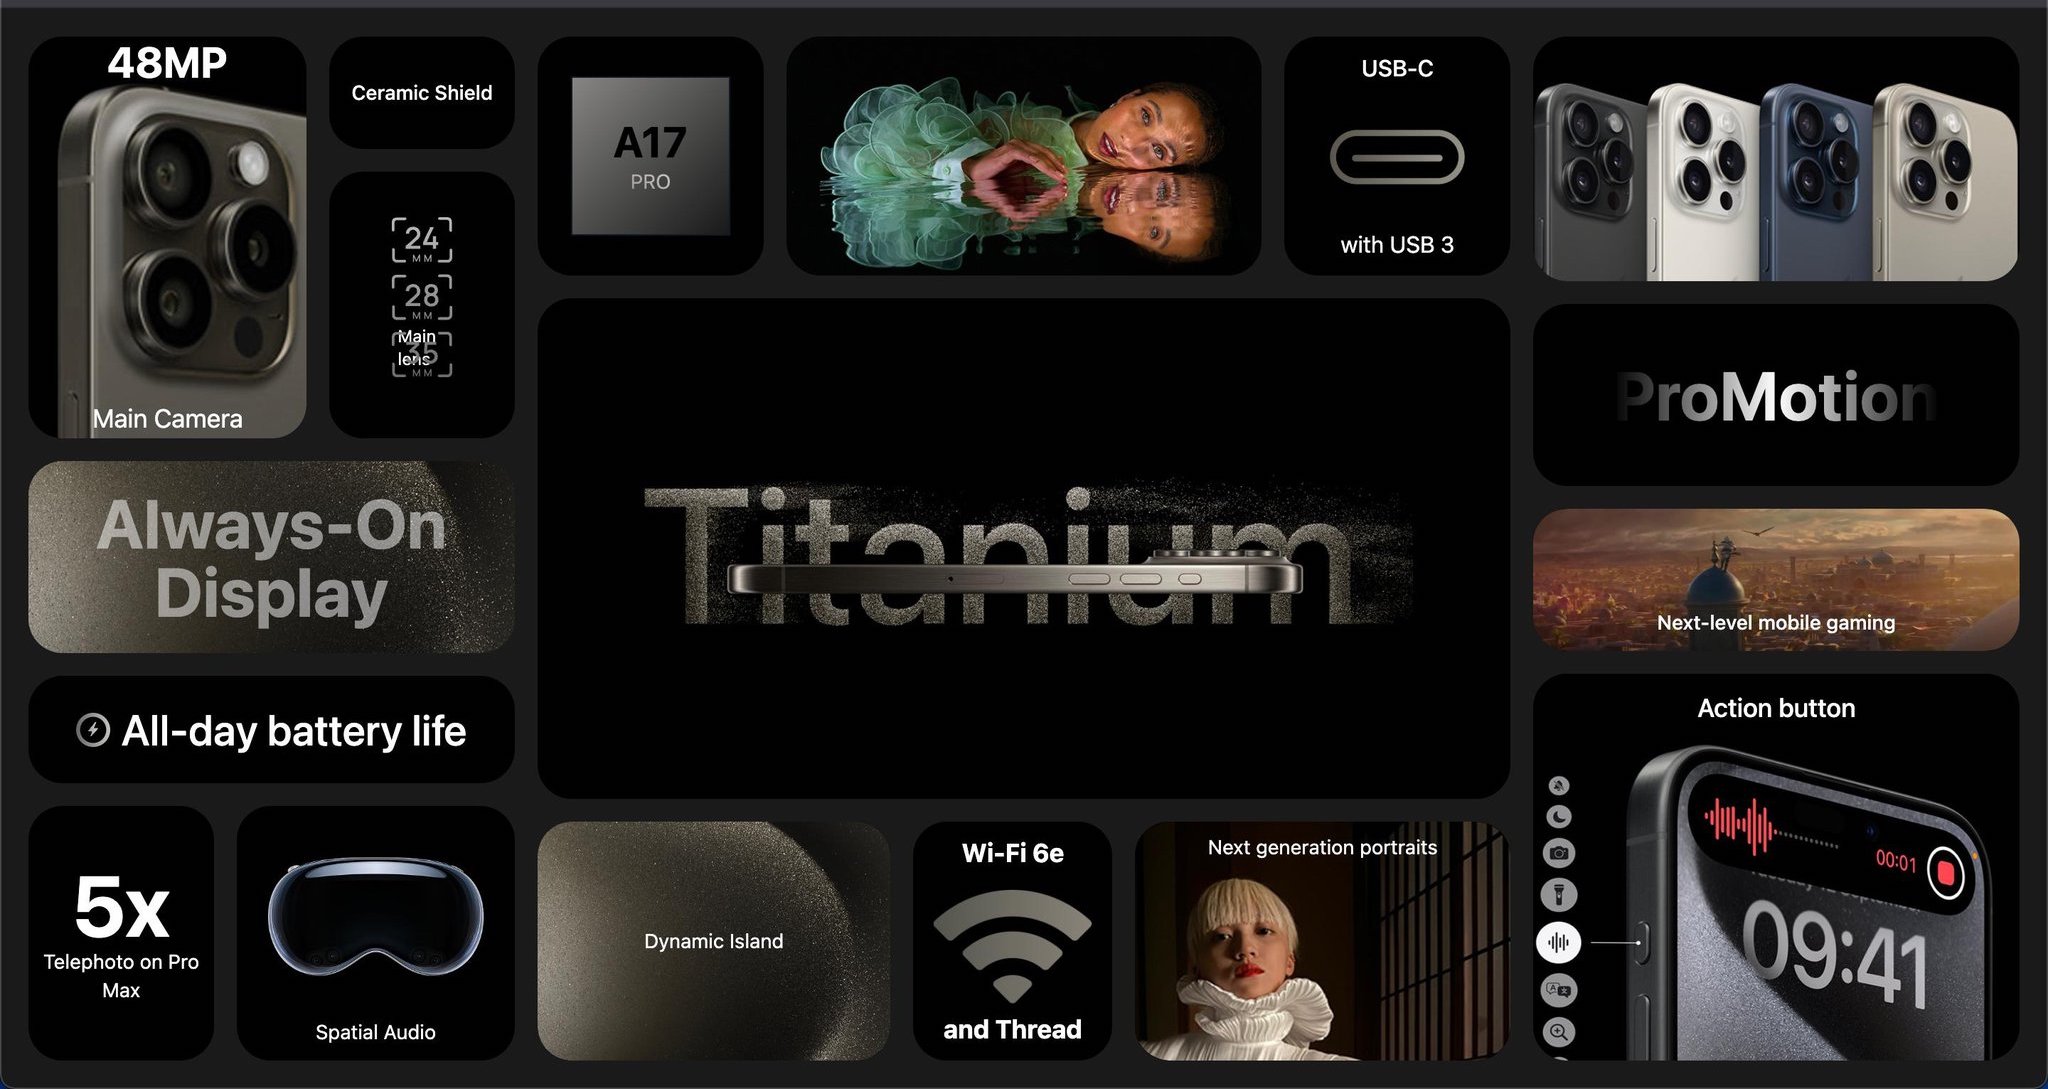 48MP
Main Camera
Ceramic Shield
24
MM
28
MM
Main
lens
35
MM
A17
PRO
USB-C
with USB 3
Always-On
Display
Titanium
ProMotion
Next-level mobile gaming
All-day battery life
5x
Telephoto on Pro
Max
Spatial Audio
Dynamic Island
Wi-Fi 6e
and Thread
Next generation portraits
Action button
00:01
09:41